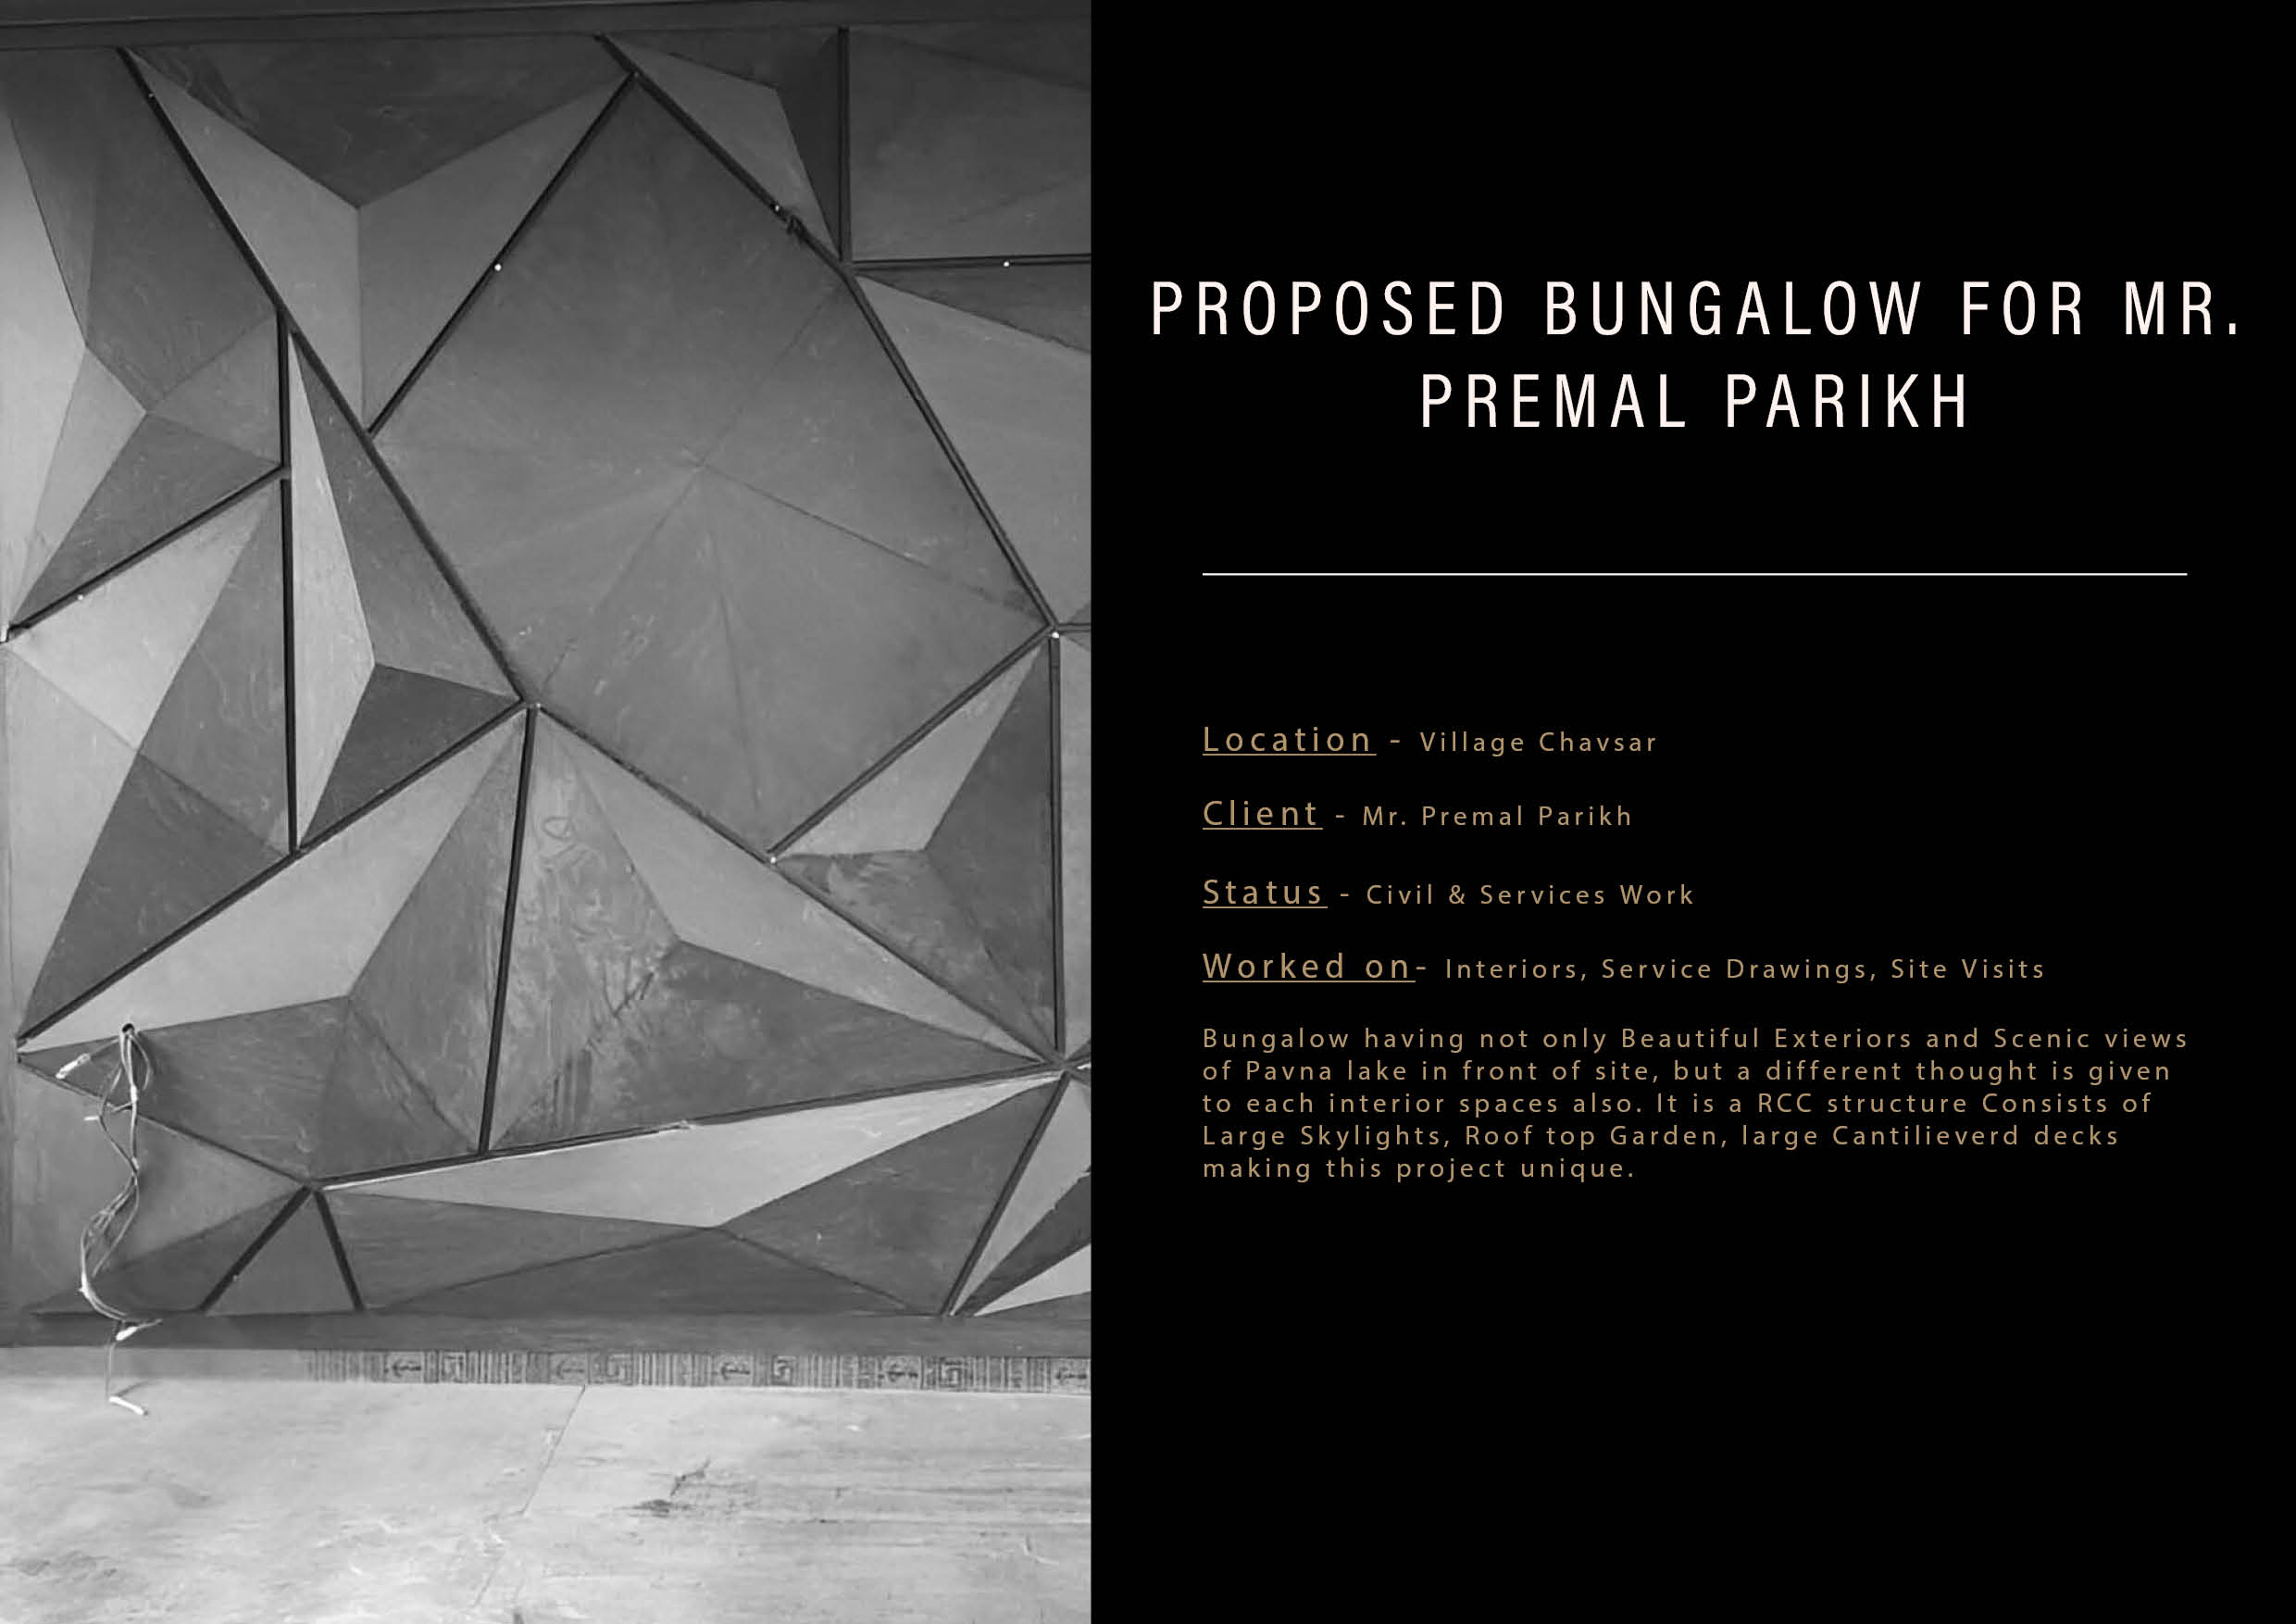 PROPOSED BUNGALOW FOR MR.
PREMAL PARIKH
Location - Village Chavsar
Client - Mr. Premal Parikh
Status - Civil & Services Work
Worked on- Interiors, Service Drawings, Site Visits
Bungalow having not only Beautiful Exteriors and Scenic views
of Pavna lake in front of site, but a different thought is given
to each interior spaces also. It is a RCC structure Consists of
Large Skylights, Roof top Garden, large Cantilieverd decks
making this project unique.